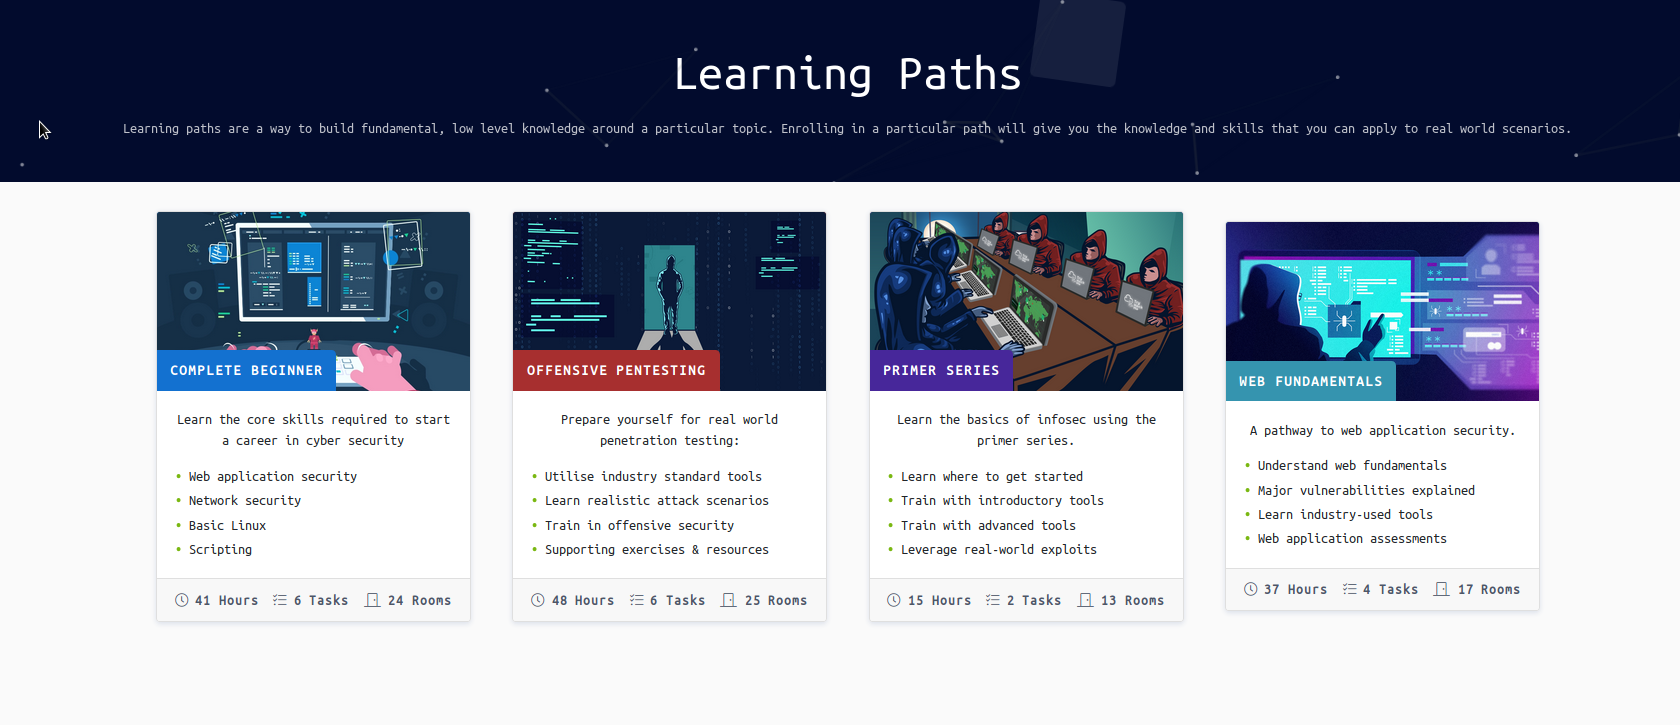 Learning Paths
Learning paths are a way to build fundamental, low level knowledge around a particular topic. Enrolling in a particular path will give you the knowledge and skills that you can apply to real world scenarios.
COMPLETE BEGINNER
Learn the core skills required to start
a career in cyber security
• Web application security
• Network security
• Basic Linux
• Scripting
41 Hours 6 Tasks 24 Rooms
OFFENSIVE PENTESTING
Prepare yourself for real world
penetration testing:
• Utilise industry standard tools
• Learn realistic attack scenarios
• Train in offensive security
• Supporting exercises & resources
48 Hours 6 Tasks 25 Rooms
PRIMER SERIES
Learn the basics of infosec using the
primer series.
• Learn where to get started
• Train with introductory tools
• Train with advanced tools
• Leverage real-world exploits
15 Hours 2 Tasks 13 Rooms
WEB FUNDAMENTALS
A pathway to web application security.
• Understand web fundamentals
• Major vulnerabilities explained
• Learn industry-used tools
• Web application assessments
37 Hours 4 Tasks 17 Rooms